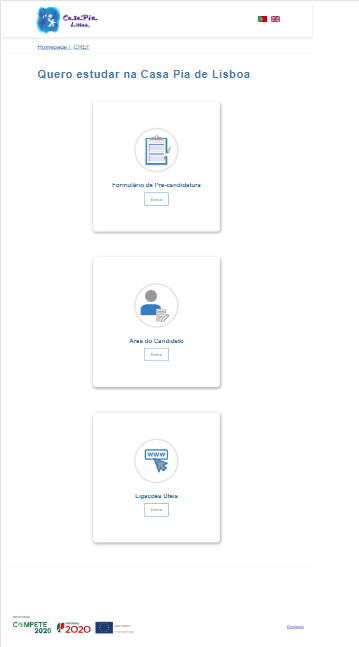 Casa Pia
Lisboa
Homepage / CREF
Quero estudar na Casa Pia de Lisboa
Formulário de Pré-candidatura
Entrar
Área do Candidato
Entrar
www
Ligações Úteis
Entrar
COMPETE
2020
2020
Contactos